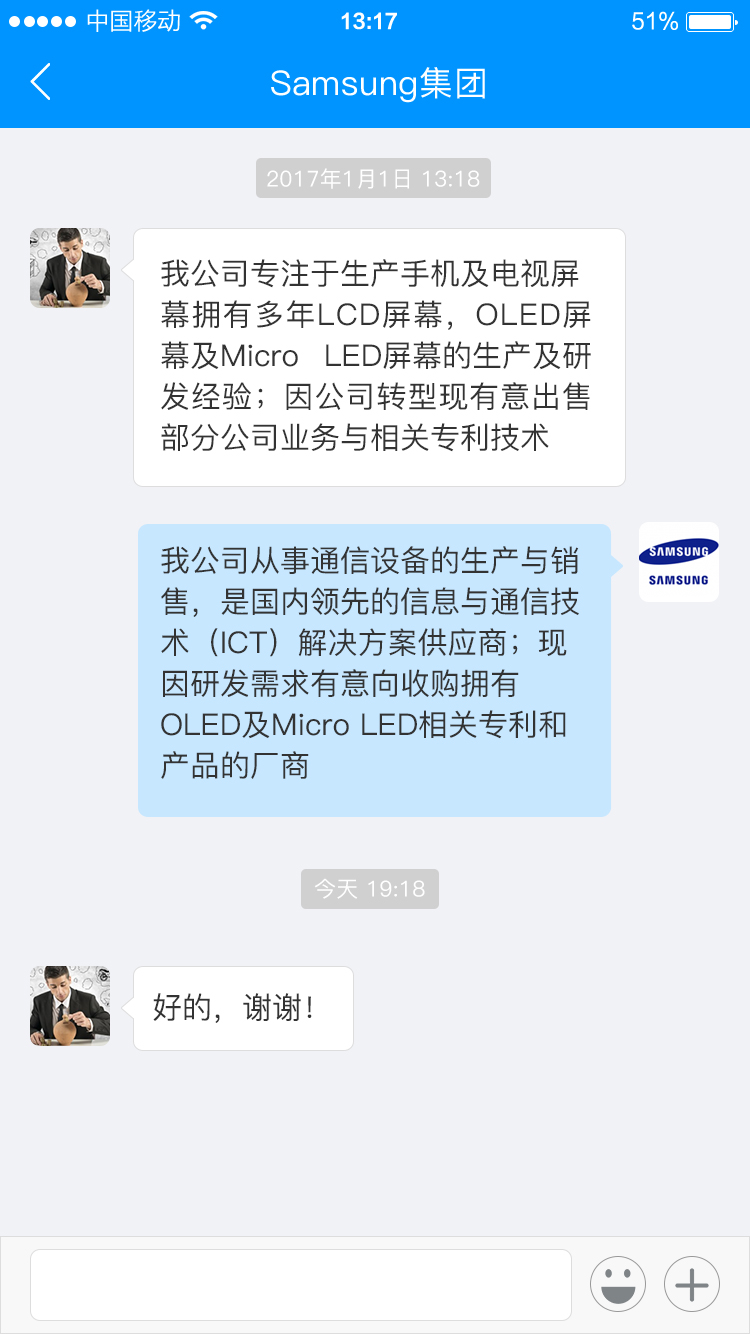 中国移动 13:17 51%
Samsung集团
2017年1月1日 13:18
我公司专注于生产手机及电视屏
幕拥有多年LCD屏幕，OLED屏
幕及Micro LED屏幕的生产及研
发经验；因公司转型现有意出售
部分公司业务与相关专利技术
SAMSUNG
SAMSUNG
我公司从事通信设备的生产与销
售，是国内领先的信息与通信技
术（ICT）解决方案供应商；现
因研发需求有意向收购拥有
OLED及Micro LED相关专利和
产品的厂商
今天 19:18
好的，谢谢！